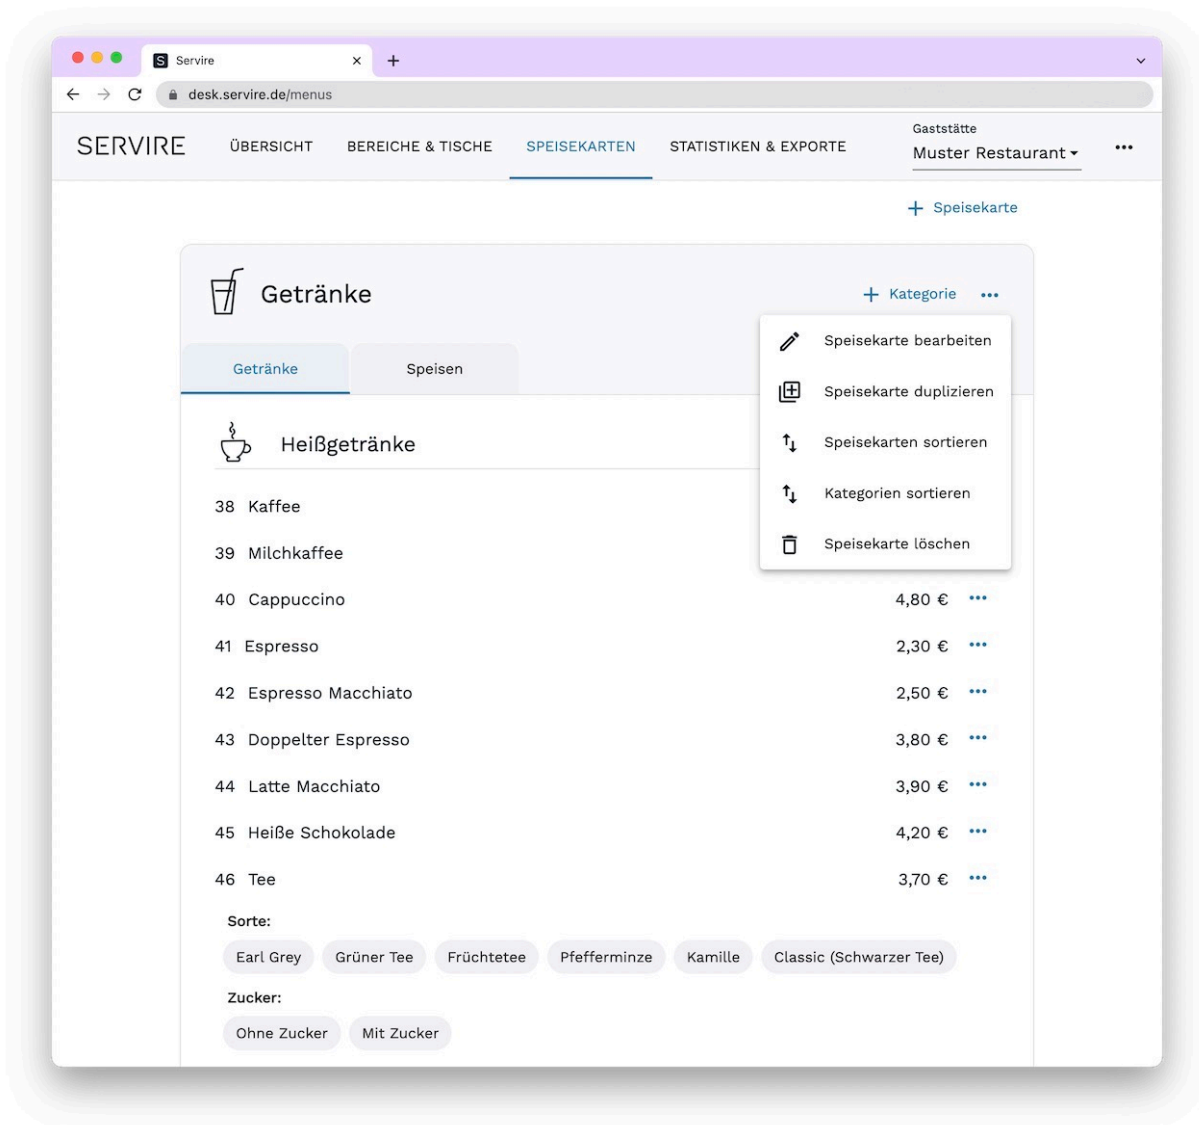 S Servire
desk.servire.de/menus
SERVIRE ÜBERSICHT BEREICHE & TISCHE SPEISEKARTEN STATISTIKEN & EXPORTE
Gaststätte
Muster Restaurant
Speisekarte
Getränke
Kategorie
Speisekarte bearbeiten
Speisekarte duplizieren
Speisekarten sortieren
Kategorien sortieren
Speisekarte löschen
Getränke Speisen
Heißgetränke
38 Kaffee
39 Milchkaffee
40 Cappuccino 4,80 €
41 Espresso 2,30 €
42 Espresso Macchiato 2,50 €
43 Doppelter Espresso 3,80 €
44 Latte Macchiato 3,90 €
45 Heiße Schokolade 4,20 €
46 Tee 3,70 €
Sorte:
Earl Grey Grüner Tee Früchtetee Pfefferminze Kamille Classic (Schwarzer Tee)
Zucker:
Ohne Zucker Mit Zucker